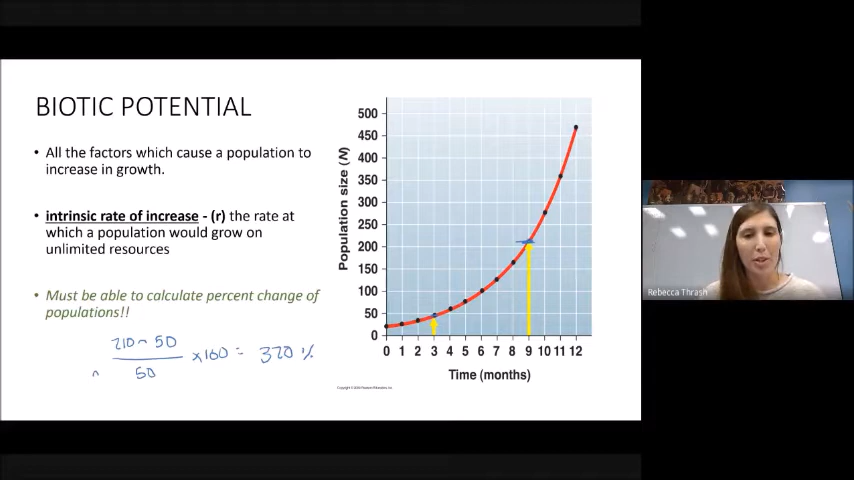 BIOTIC POTENTIAL
• All the factors which cause a population to
increase in growth.
• intrinsic rate of increase - (r) the rate at
which a population would grow on
unlimited resources
• Must be able to calculate percent change of
populations!!
210 - 50
50
×100 = 320 %
Population size (N)
500
450
400
350
300
250
200
150
100
50
0
0 1 2 3 4 5 6 7 8 9 10 11 12
Time (months)
Rebecca Thrash